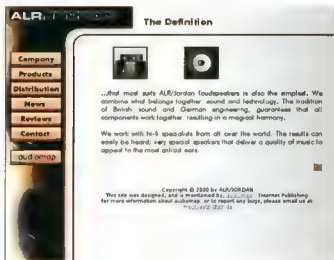 ALR
The Definition
Company
Products
Distribution
News
Reviews
Contact
audiomap
...that most suits ALR/Jordan loudspeakers is also the simplest. We
combine what belongs together: sound and technology. The tradition
of British sound and German engineering, guarantees that all
components work together - resulting in a magical harmony.
We work with hi-fi specialists from all over the world. The results can
easily be heard; very special speakers that deliver a quality of music to
appeal to the most critical ears.
Copyright © 2000 by ALR/JORDAN
This site was designed, and is maintained by, audiomap - Internet Publishing.
for more information about audiomap, or to report any bugs, please email us at